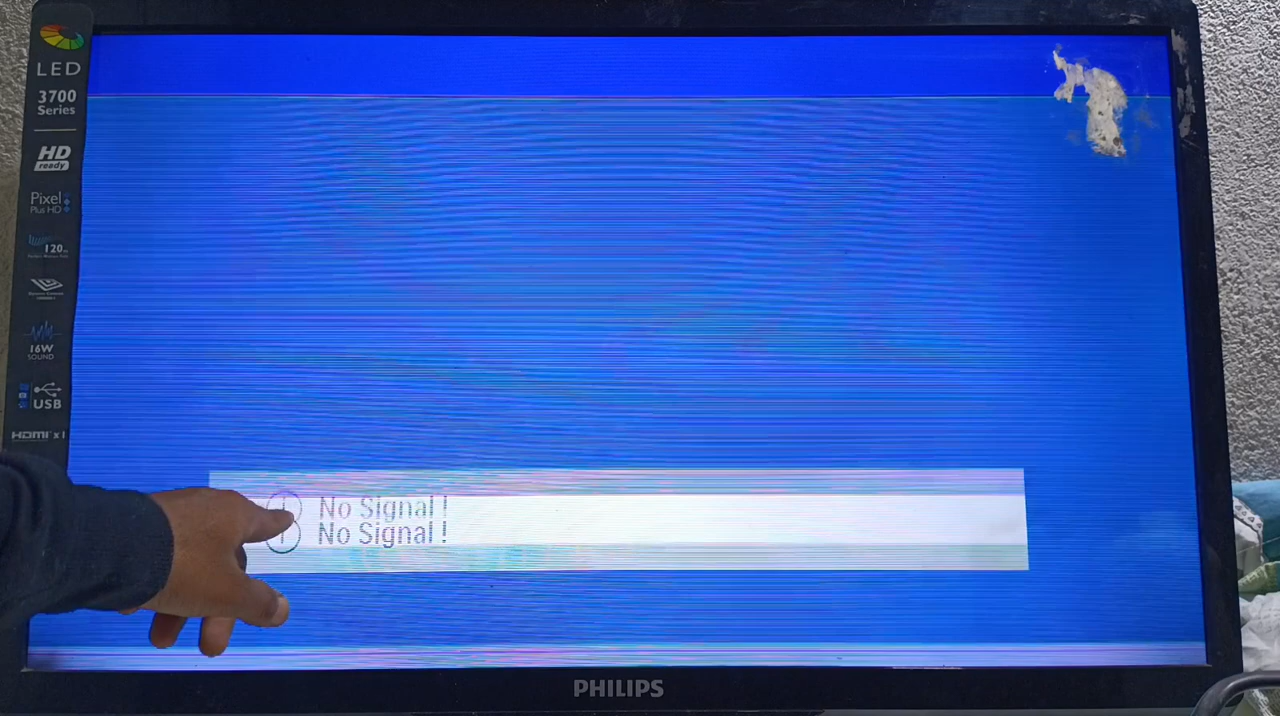 LED
3700
Series
HD
ready
Pixel
Plus HD
120
16W
SOUND
USB
HDMI x1
No Signal !
No Signal !
PHILIPS